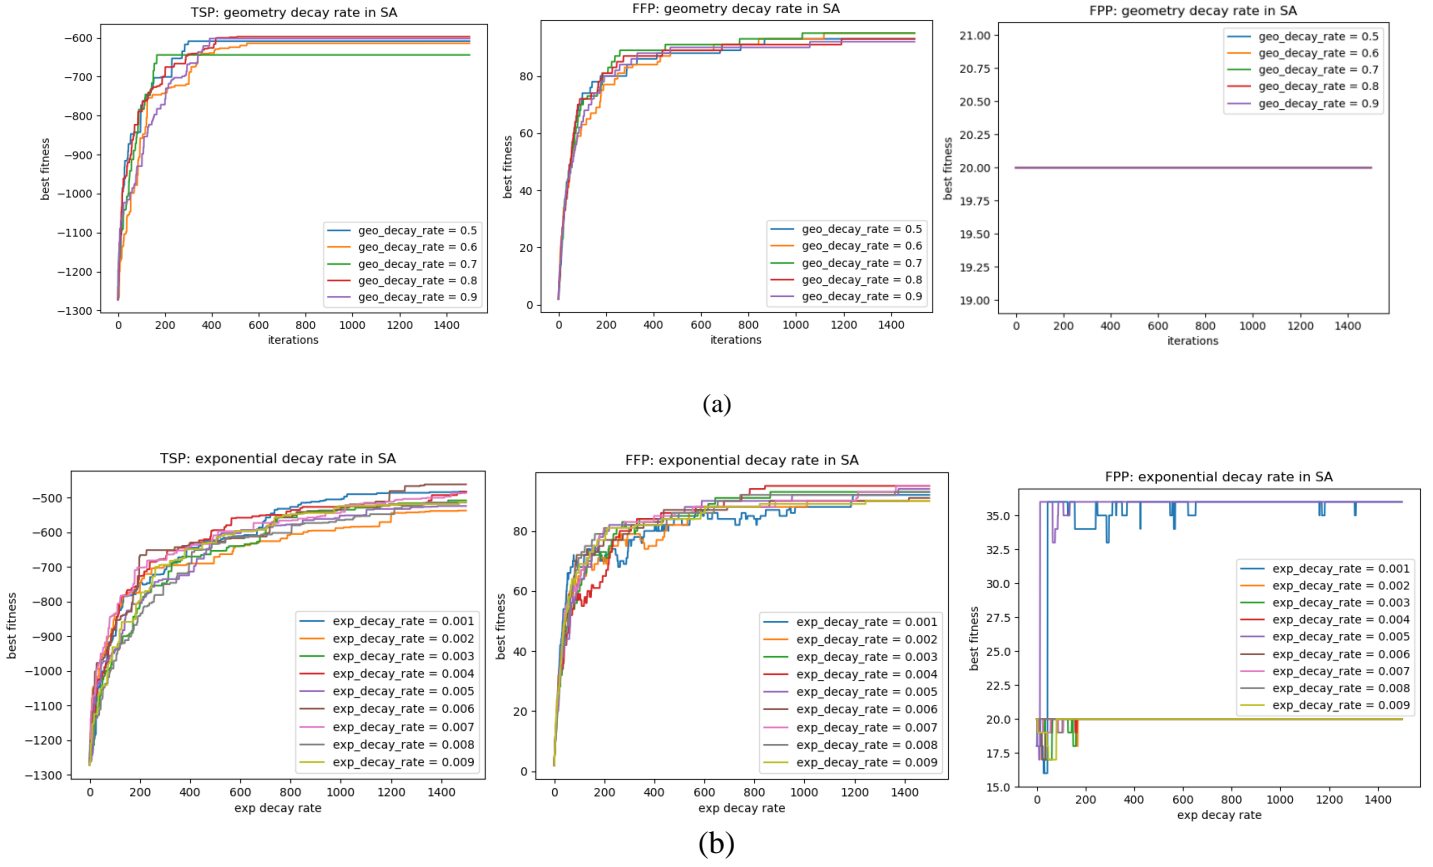 TSP: geometry decay rate in SA
−600
−700
−800
−900
−1000
−1100
−1200
−1300
best fitness
0 200 400 600 800 1000 1200 1400
iterations
geo_decay_rate = 0.5
geo_decay_rate = 0.6
geo_decay_rate = 0.7
geo_decay_rate = 0.8
geo_decay_rate = 0.9
FFP: geometry decay rate in SA
80
60
40
20
0
best fitness
0 200 400 600 800 1000 1200 1400
iterations
geo_decay_rate = 0.5
geo_decay_rate = 0.6
geo_decay_rate = 0.7
geo_decay_rate = 0.8
geo_decay_rate = 0.9
FPP: geometry decay rate in SA
21.00
20.75
20.50
20.25
20.00
19.75
19.50
19.25
19.00
best fitness
0 200 400 600 800 1000 1200 1400
iterations
geo_decay_rate = 0.5
geo_decay_rate = 0.6
geo_decay_rate = 0.7
geo_decay_rate = 0.8
geo_decay_rate = 0.9
(a)
TSP: exponential decay rate in SA
−500
−600
−700
−800
−900
−1000
−1100
−1200
−1300
best fitness
0 200 400 600 800 1000 1200 1400
exp decay rate
exp_decay_rate = 0.001
exp_decay_rate = 0.002
exp_decay_rate = 0.003
exp_decay_rate = 0.004
exp_decay_rate = 0.005
exp_decay_rate = 0.006
exp_decay_rate = 0.007
exp_decay_rate = 0.008
exp_decay_rate = 0.009
FFP: exponential decay rate in SA
80
60
40
20
0
best fitness
0 200 400 600 800 1000 1200 1400
exp decay rate
exp_decay_rate = 0.001
exp_decay_rate = 0.002
exp_decay_rate = 0.003
exp_decay_rate = 0.004
exp_decay_rate = 0.005
exp_decay_rate = 0.006
exp_decay_rate = 0.007
exp_decay_rate = 0.008
exp_decay_rate = 0.009
FPP: exponential decay rate in SA
35.0
32.5
30.0
27.5
25.0
22.5
20.0
17.5
15.0
best fitness
0 200 400 600 800 1000 1200 1400
exp decay rate
exp_decay_rate = 0.001
exp_decay_rate = 0.002
exp_decay_rate = 0.003
exp_decay_rate = 0.004
exp_decay_rate = 0.005
exp_decay_rate = 0.006
exp_decay_rate = 0.007
exp_decay_rate = 0.008
exp_decay_rate = 0.009
(b)